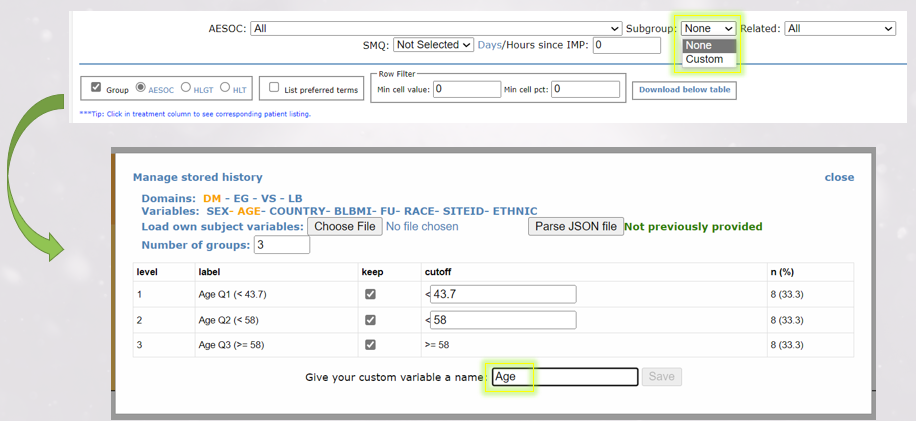 AESOC: All Subgroup: None Related: All
None
Custom
SMQ: Not Selected Days/Hours since IMP: 0
Group AESOC HLGT HLT List preferred terms Row Filter Min cell value: 0 Min cell pct: 0 Download below table
***Tip: Click in treatment column to see corresponding patient listing.
Manage stored history close
Domains: DM - EG - VS - LB
Variables: SEX- AGE- COUNTRY- BLBMI- FU- RACE- SITEID- ETHNIC
Load own subject variables: Choose File No file chosen Parse JSON file Not previously provided
Number of groups: 3
level label keep cutoff n (%)
1 Age Q1 (< 43.7) < 43.7 8 (33.3)
2 Age Q2 (< 58) < 58 8 (33.3)
3 Age Q3 (>= 58) >= 58 8 (33.3)
Give your custom variable a name: Age Save